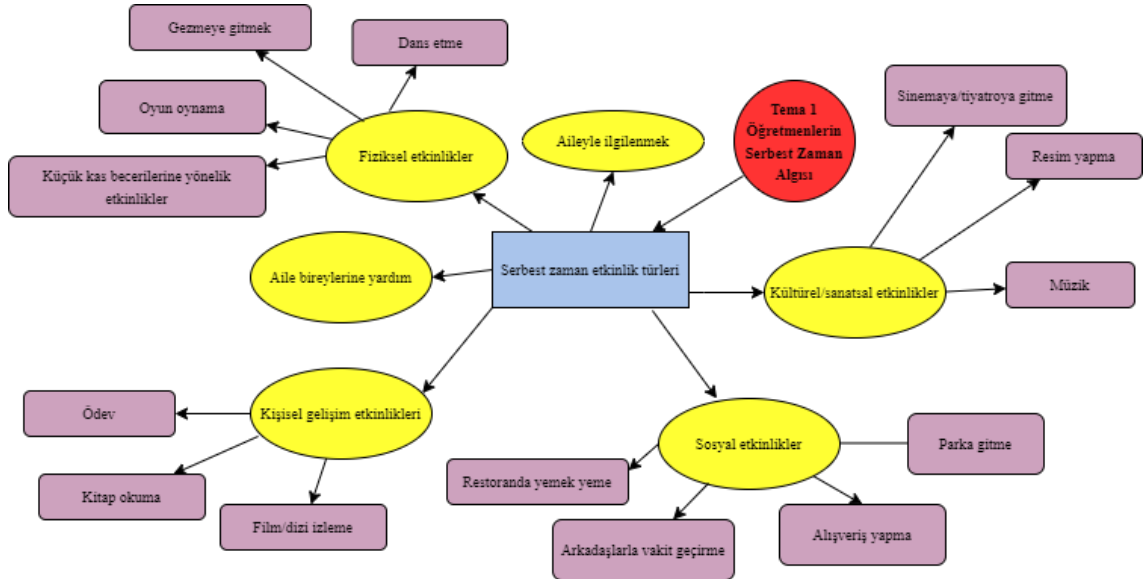 Gezmeye gitmek
Dans etme
Oyun oynama
Küçük kas becerilerine yönelik
etkinlikler
Fiziksel etkinlikler
Aileyle ilgilenmek
Tema 1
Öğretmenlerin
Serbest Zaman
Algısı
Sinemaya/tiyatroya gitme
Resim yapma
Aile bireylerine yardım
Serbest zaman etkinlik türleri
Kültürel/sanatsal etkinlikler
Müzik
Ödev
Kişisel gelişim etkinlikleri
Kitap okuma
Film/dizi izleme
Sosyal etkinlikler
Parka gitme
Restoranda yemek yeme
Arkadaşlarla vakit geçirme
Alışveriş yapma